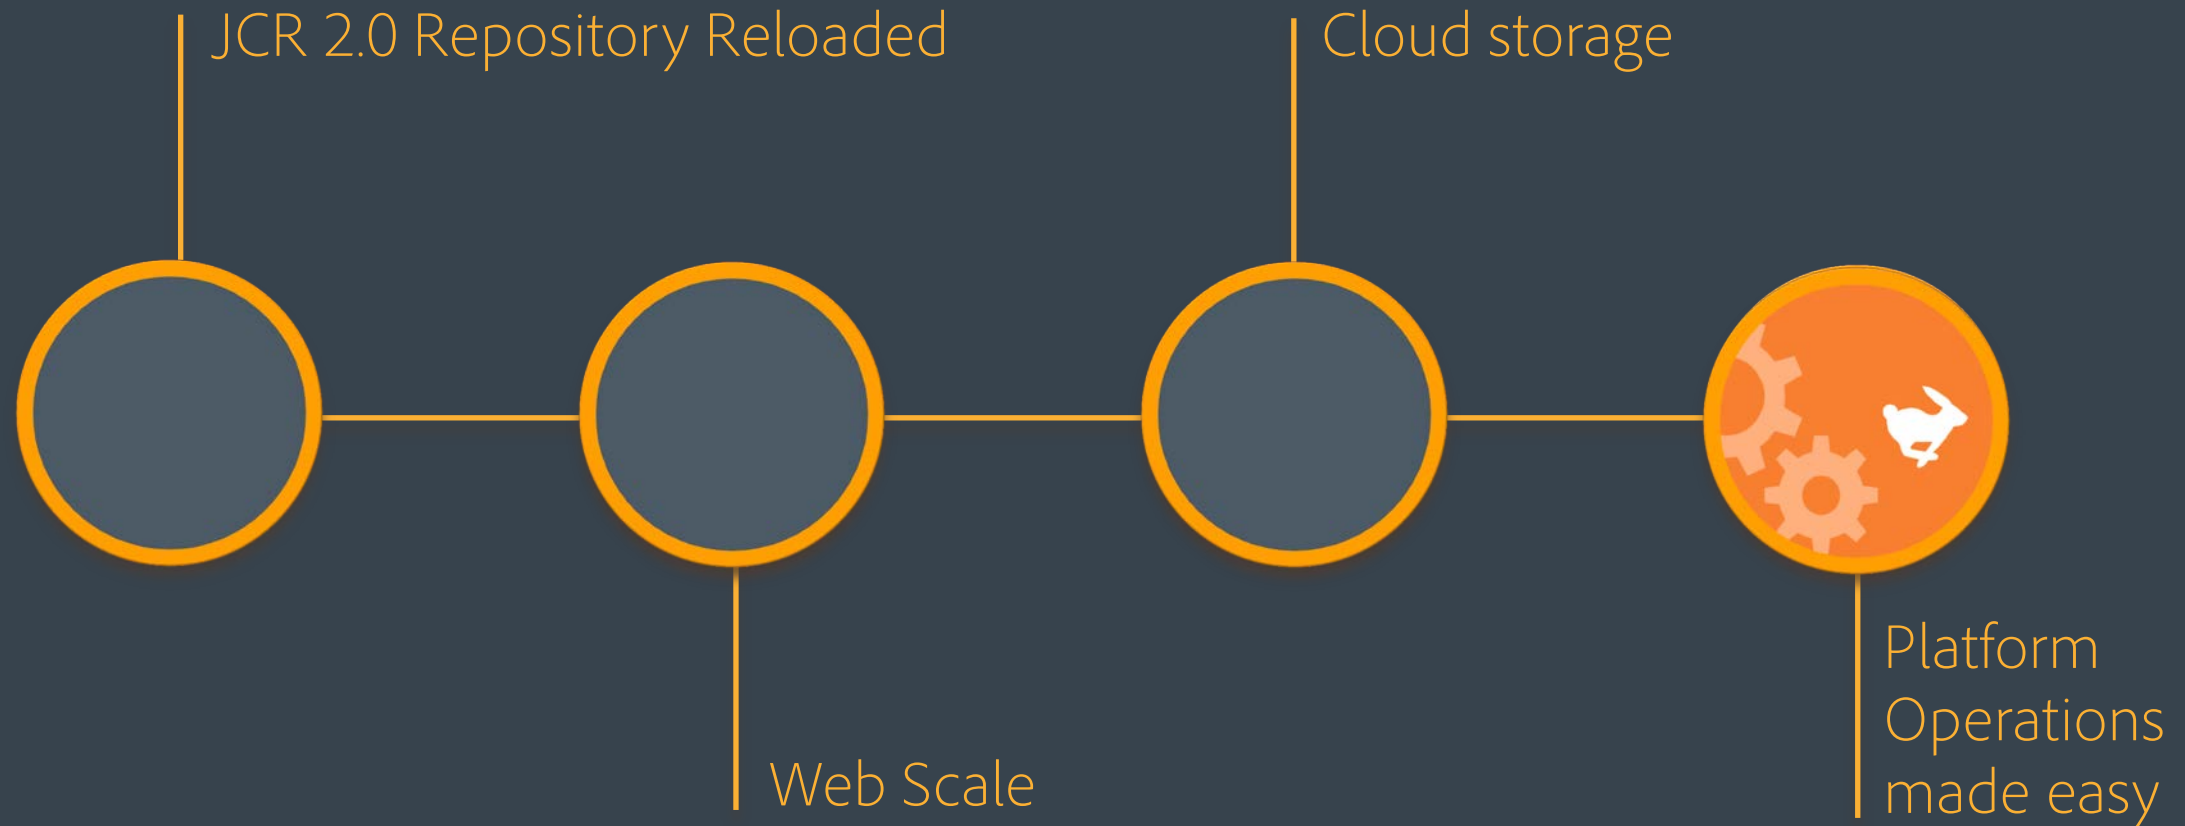 JCR 2.0 Repository Reloaded
Cloud storage
Web Scale
Platform
Operations
made easy